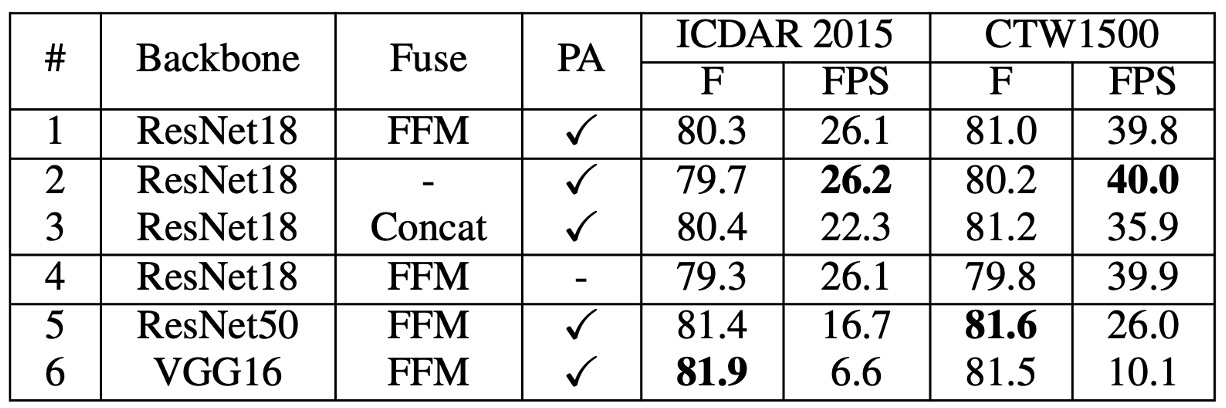 # Backbone Fuse PA ICDAR 2015 CTW1500
F FPS F FPS
1 ResNet18 FFM ✓ 80.3 26.1 81.0 39.8
2 ResNet18 - ✓ 79.7 26.2 80.2 40.0
3 ResNet18 Concat ✓ 80.4 22.3 81.2 35.9
4 ResNet18 FFM - 79.3 26.1 79.8 39.9
5 ResNet50 FFM ✓ 81.4 16.7 81.6 26.0
6 VGG16 FFM ✓ 81.9 6.6 81.5 10.1